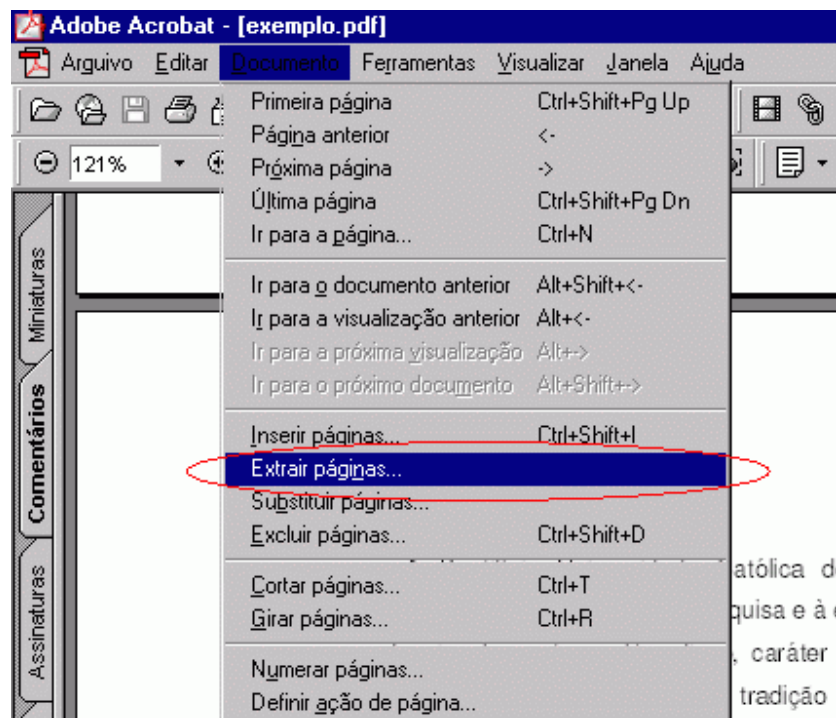 Adobe Acrobat - [exemplo.pdf]
Arquivo Editar Documento Ferramentas Visualizar Janela Ajuda
121%
Primeira página Ctrl+Shift+Pg Up
Página anterior <-
Próxima página ->
Última página Ctrl+Shift+Pg Dn
Ir para a página... Ctrl+N
Ir para o documento anterior Alt+Shift+<-
Ir para a visualização anterior Alt+<-
Ir para a próxima visualização Alt+->
Ir para o próximo documento Alt+Shift+->
Inserir páginas... Ctrl+Shift+I
Extrair páginas...
Substituir páginas...
Excluir páginas... Ctrl+Shift+D
Cortar páginas... Ctrl+T
Girar páginas... Ctrl+R
Numerar páginas...
Definir ação de página...
Miniaturas
Comentários
Assinaturas
atólica d
quisa e à
, caráter
tradição